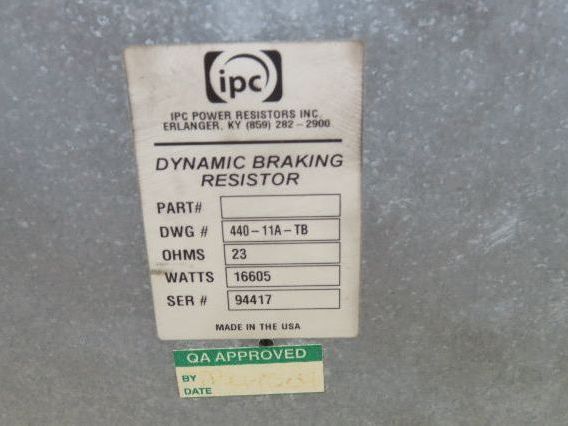 ipc
IPC POWER RESISTORS INC.
ERLANGER, KY (859) 282-2900
DYNAMIC BRAKING
RESISTOR
PART#
DWG # 440-11A-TB
OHMS 23
WATTS 16605
SER # 94417
MADE IN THE USA
QA APPROVED
BY
DATE